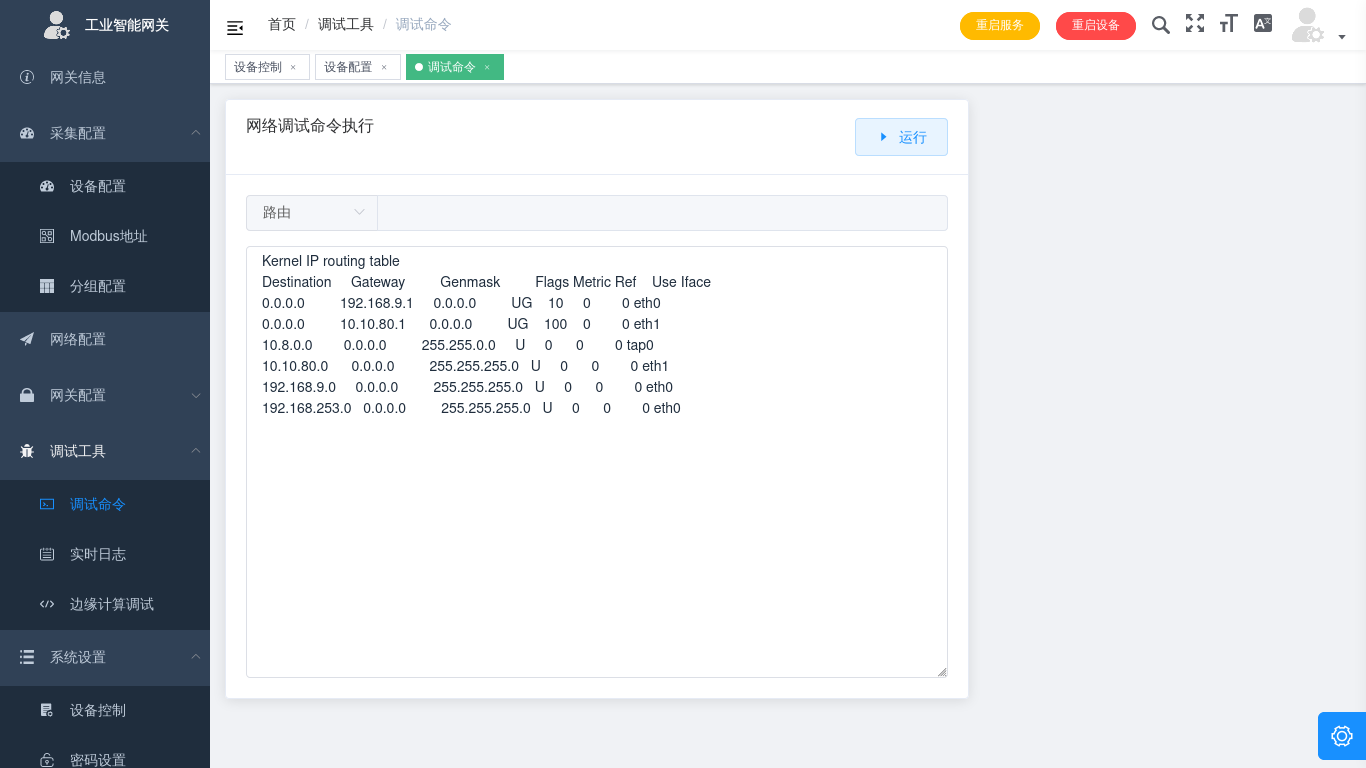 工业智能网关
网关信息
采集配置
设备配置
Modbus地址
分组配置
网络配置
网关配置
调试工具
调试命令
实时日志
边缘计算调试
系统设置
设备控制
密码设置
首页 / 调试工具 / 调试命令
重启服务 重启设备
设备控制 × 设备配置 × 调试命令 ×
网络调试命令执行
运行
路由
Kernel IP routing table
Destination Gateway Genmask Flags Metric Ref Use Iface
0.0.0.0 192.168.9.1 0.0.0.0 UG 10 0 0 eth0
0.0.0.0 10.10.80.1 0.0.0.0 UG 100 0 0 eth1
10.8.0.0 0.0.0.0 255.255.0.0 U 0 0 0 tap0
10.10.80.0 0.0.0.0 255.255.255.0 U 0 0 0 eth1
192.168.9.0 0.0.0.0 255.255.255.0 U 0 0 0 eth0
192.168.253.0 0.0.0.0 255.255.255.0 U 0 0 0 eth0